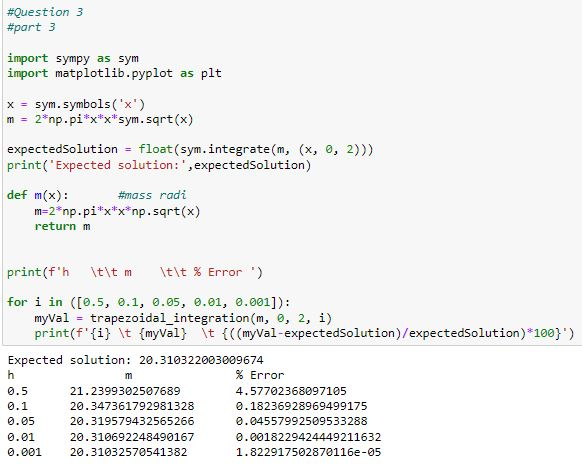 #Question 3
#part 3
import sympy as sym
import matplotlib.pyplot as plt
x = sym.symbols('x')
m = 2*np.pi*x*x*sym.sqrt(x)
expectedSolution = float(sym.integrate(m, (x, 0, 2)))
print('Expected solution:',expectedSolution)
def m(x):       #mass radi
    m=2*np.pi*x*x*np.sqrt(x)
    return m
print(f'h   \t\t m    \t\t % Error ')
for i in ([0.5, 0.1, 0.05, 0.01, 0.001]):
    myVal = trapezoidal_integration(m, 0, 2, i)
    print(f'{i} \t {myVal}  \t {((myVal-expectedSolution)/expectedSolution)*100}')
Expected solution: 20.310322003009674
h                m               % Error
0.5      21.2399302507689        4.57702368097105
0.1      20.347361792981328      0.18236928969499175
0.05     20.319579432565266      0.04557992509533288
0.01     20.310692248490167      0.0018229424449211632
0.001    20.31032570541382       1.822917502870116e-05